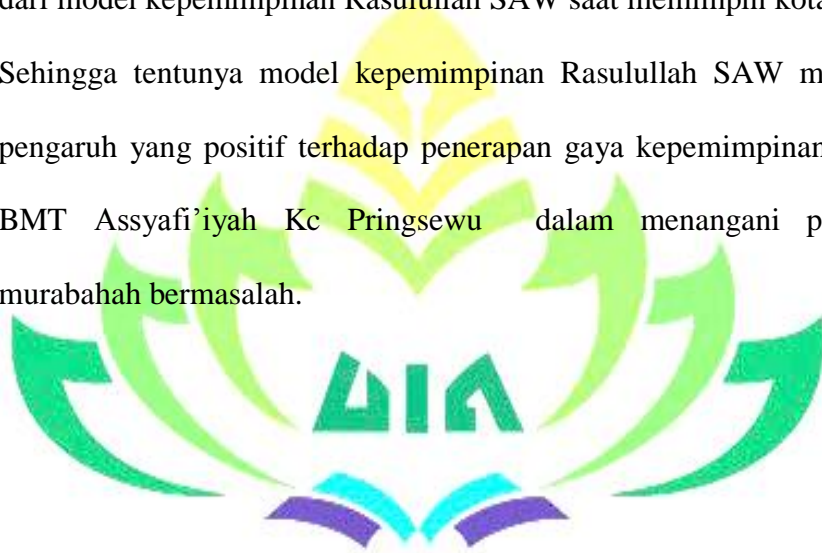 dari model kepemimpinan Rasulullah SAW saat memimpin kota
Sehingga tentunya model kepemimpinan Rasulullah SAW m
pengaruh yang positif terhadap penerapan gaya kepemimpinan
BMT Assyafi’iyah Kc Pringsewu dalam menangani p
murabahah bermasalah.
UIN